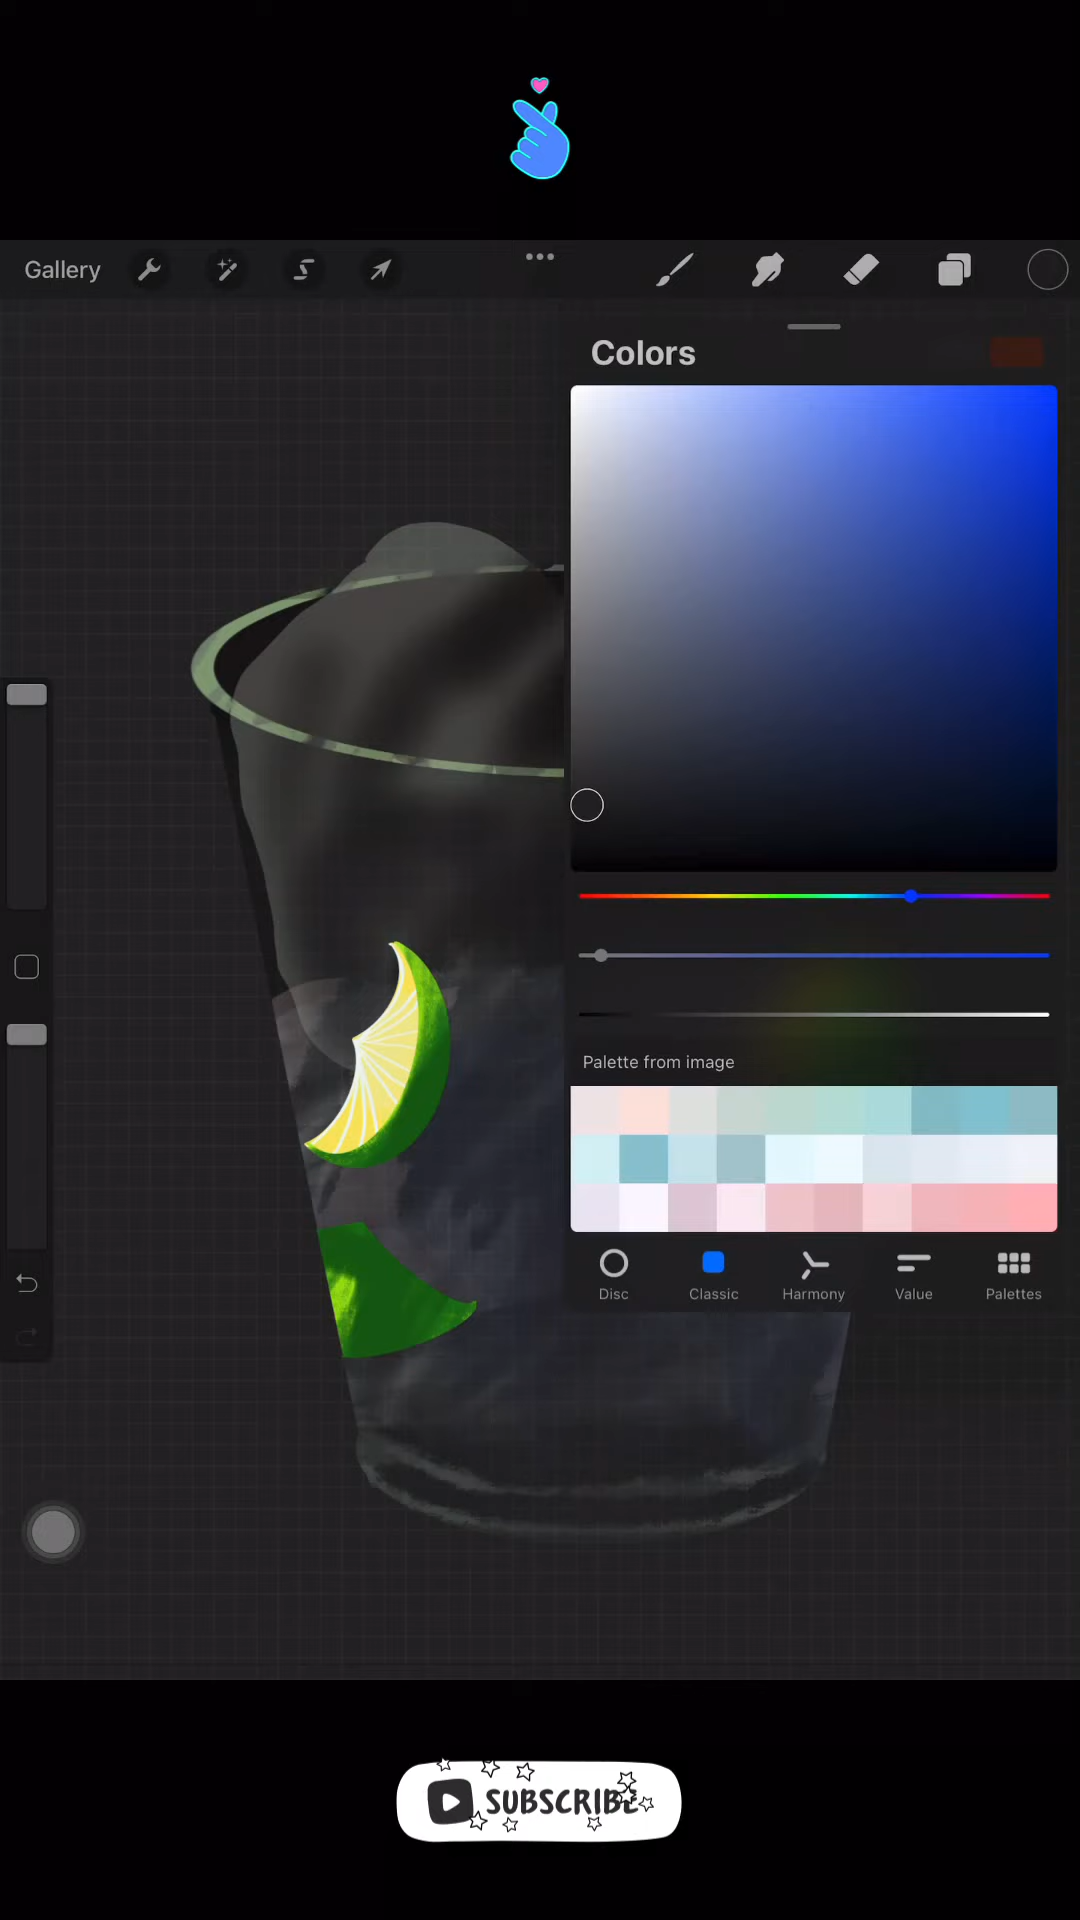 Gallery
Colors
Palette from image
Disc
Classic
Harmony
Value
Palettes
SUBSCRIBE